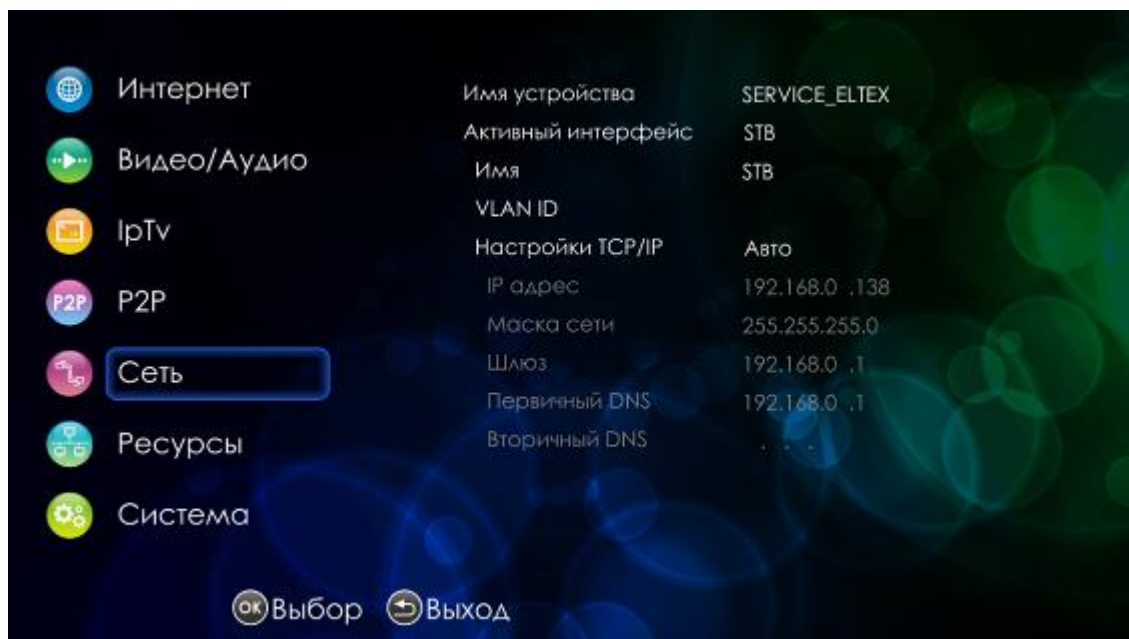 Интернет
Видео/Аудио
IpTv
P2P
P2P
Сеть
Ресурсы
Система
Имя устройства SERVICE_ELTEX
Активный интерфейс STB
Имя STB
VLAN ID
Настройки TCP/IP Авто
IP адрес 192.168.0 .138
Маска сети 255.255.255.0
Шлюз 192.168.0 .1
Первичный DNS 192.168.0 .1
Вторичный DNS . . .
OK Выбор Выход